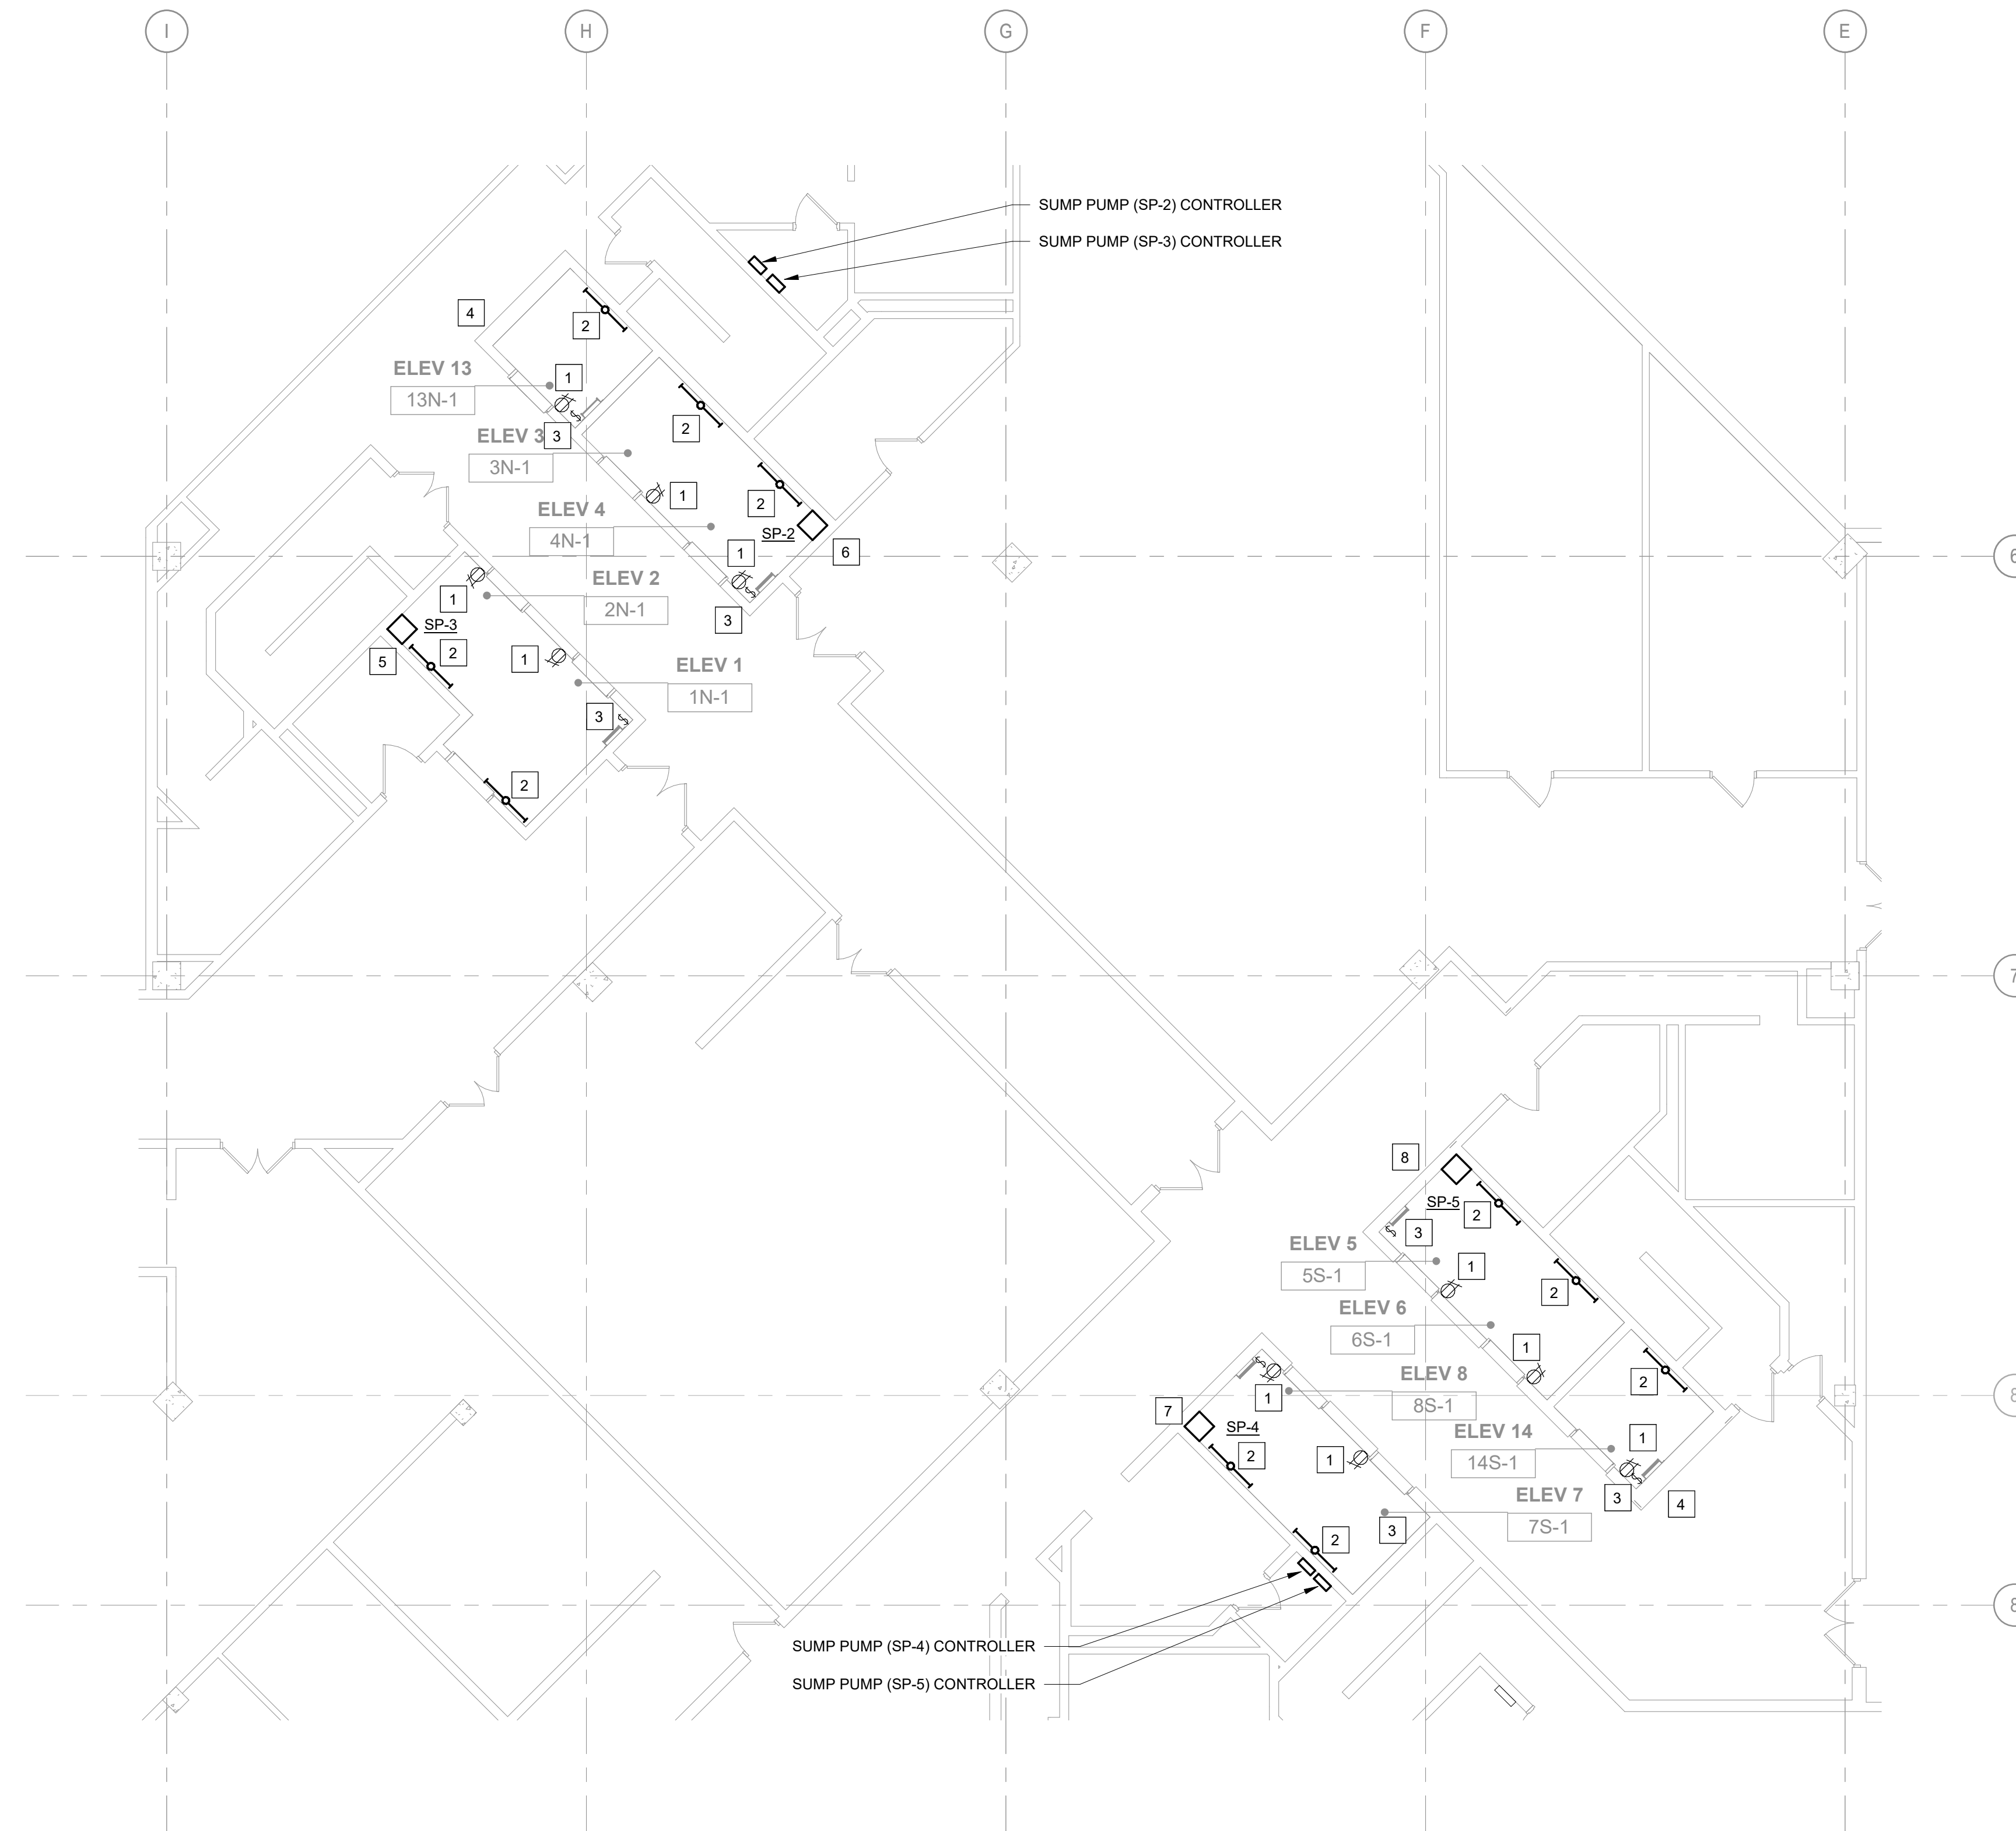 I
H
G
F
E
SUMP PUMP (SP-2) CONTROLLER
SUMP PUMP (SP-3) CONTROLLER
4
2
ELEV 13
13N-1
1
2
ELEV 3
3
3N-1
1
2
ELEV 4
4N-1
SP-2
1
6
6
ELEV 2
2N-1
1
3
SP-3
5
2
1
ELEV 1
1N-1
3
2
7
8
SP-5
2
3
ELEV 5
5S-1
1
2
ELEV 6
6S-1
1
2
ELEV 8
8S-1
1
8
7
SP-4
2
1
ELEV 14
14S-1
1
ELEV 7
7S-1
3
3
4
2
8
SUMP PUMP (SP-4) CONTROLLER
SUMP PUMP (SP-5) CONTROLLER